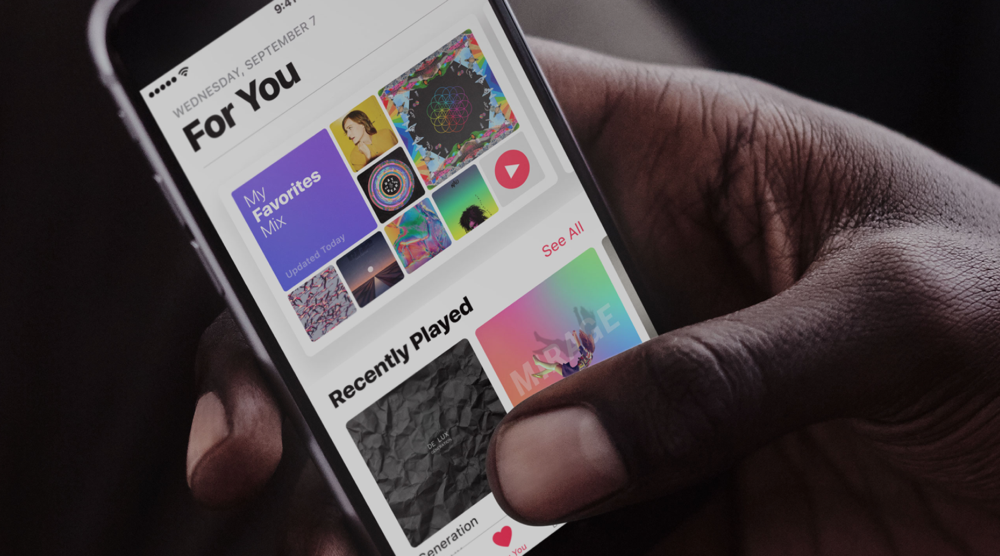 9:41
WEDNESDAY, SEPTEMBER 7
For You
My
Favorites
Mix
Updated Today
See All
Recently Played
DE LUX
Generation
You